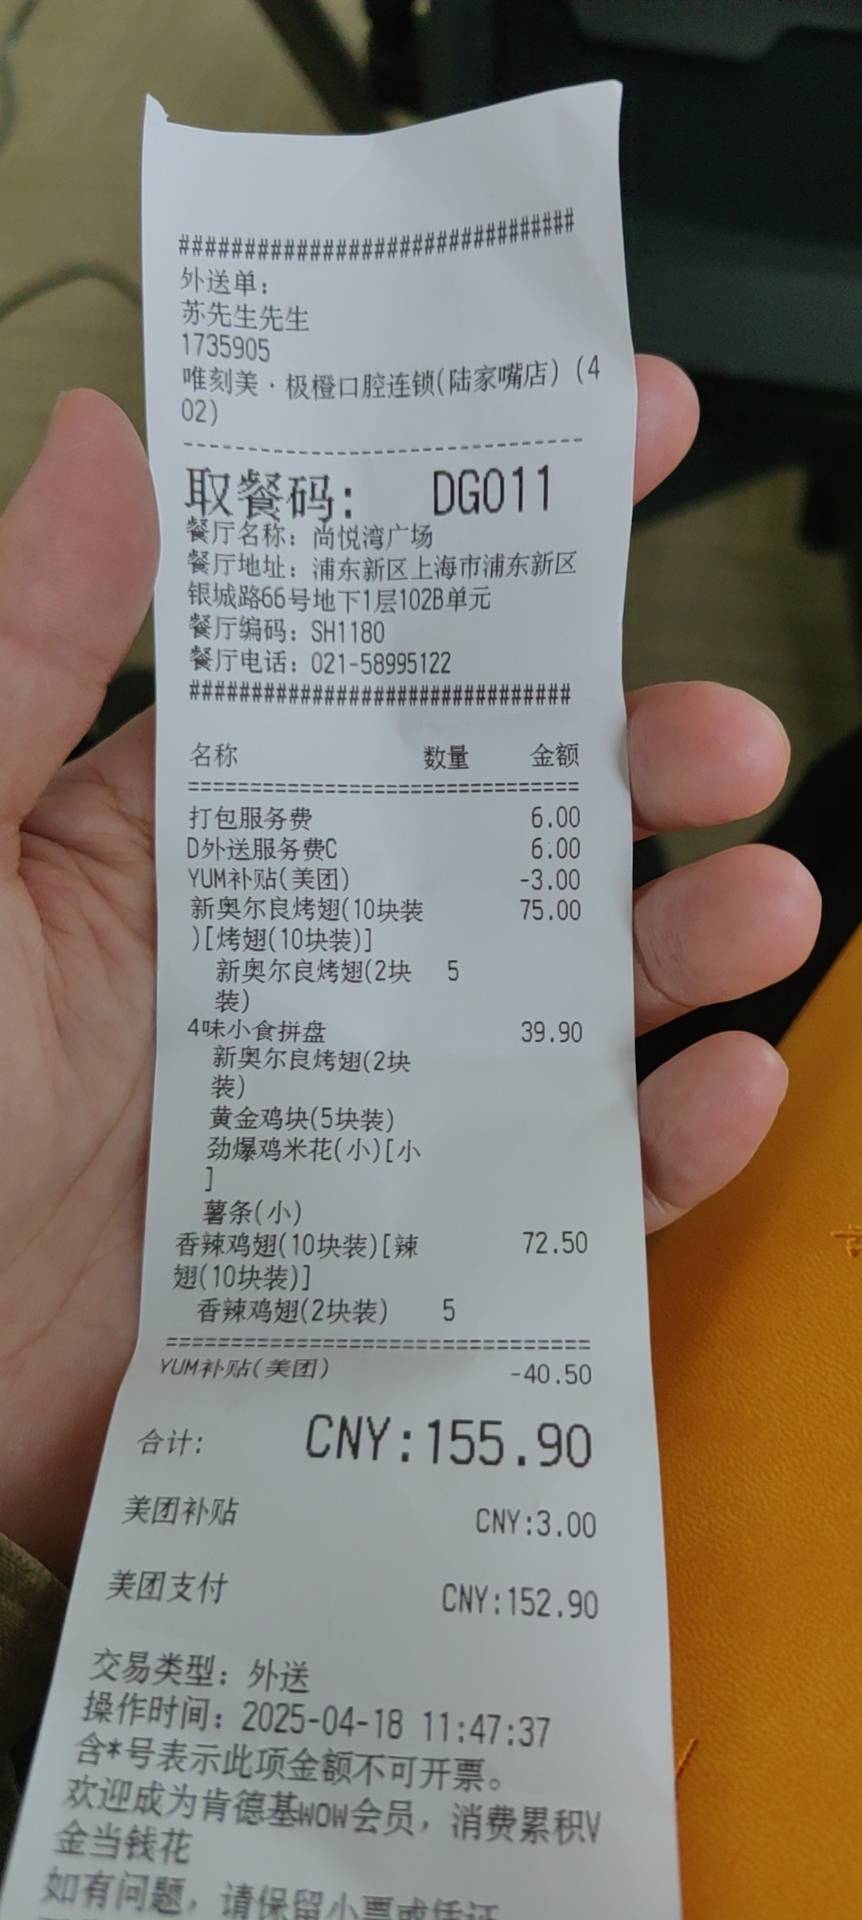 ###############################
外送单：
苏先生先生
1735905
唯刻美·极橙口腔连锁(陆家嘴店) (4
02)
--------------------------------
取餐码： DG011
餐厅名称：尚悦湾广场
餐厅地址：浦东新区上海市浦东新区
银城路66号地下1层102B单元
餐厅编码：SH1180
餐厅电话：021-58995122
###############################
名称 数量 金额
===============================
打包服务费 6.00
D外送服务费C 6.00
YUM补贴(美团) -3.00
新奥尔良烤翅(10块装 75.00
)[烤翅(10块装)]
新奥尔良烤翅(2块 5
装)
4味小食拼盘 39.90
新奥尔良烤翅(2块
装)
黄金鸡块(5块装)
劲爆鸡米花(小)[小
]
薯条(小)
香辣鸡翅(10块装)[辣 72.50
翅(10块装)]
香辣鸡翅(2块装) 5
===============================
YUM补贴(美团) -40.50
合计: CNY:155.90
美团补贴 CNY:3.00
美团支付 CNY:152.90
交易类型：外送
操作时间：2025-04-18 11:47:37
含*号表示此项金额不可开票。
欢迎成为肯德基WOW会员，消费累积V
金当钱花
如有问题，请保留小票或凭证